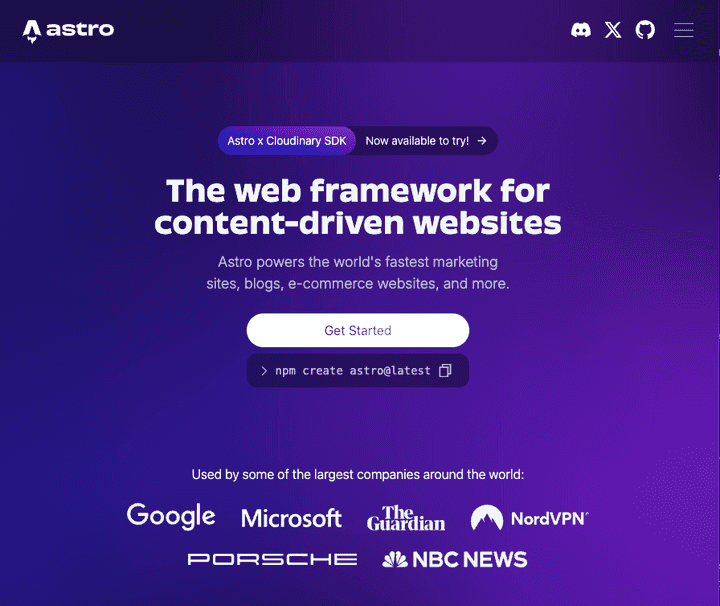 astro
Astro x Cloudinary SDK Now available to try! →
The web framework for
content-driven websites
Astro powers the world's fastest marketing
sites, blogs, e-commerce websites, and more.
Get Started
> npm create astro@latest
Used by some of the largest companies around the world:
Google Microsoft The Guardian NordVPN®
PORSCHE NBC NEWS